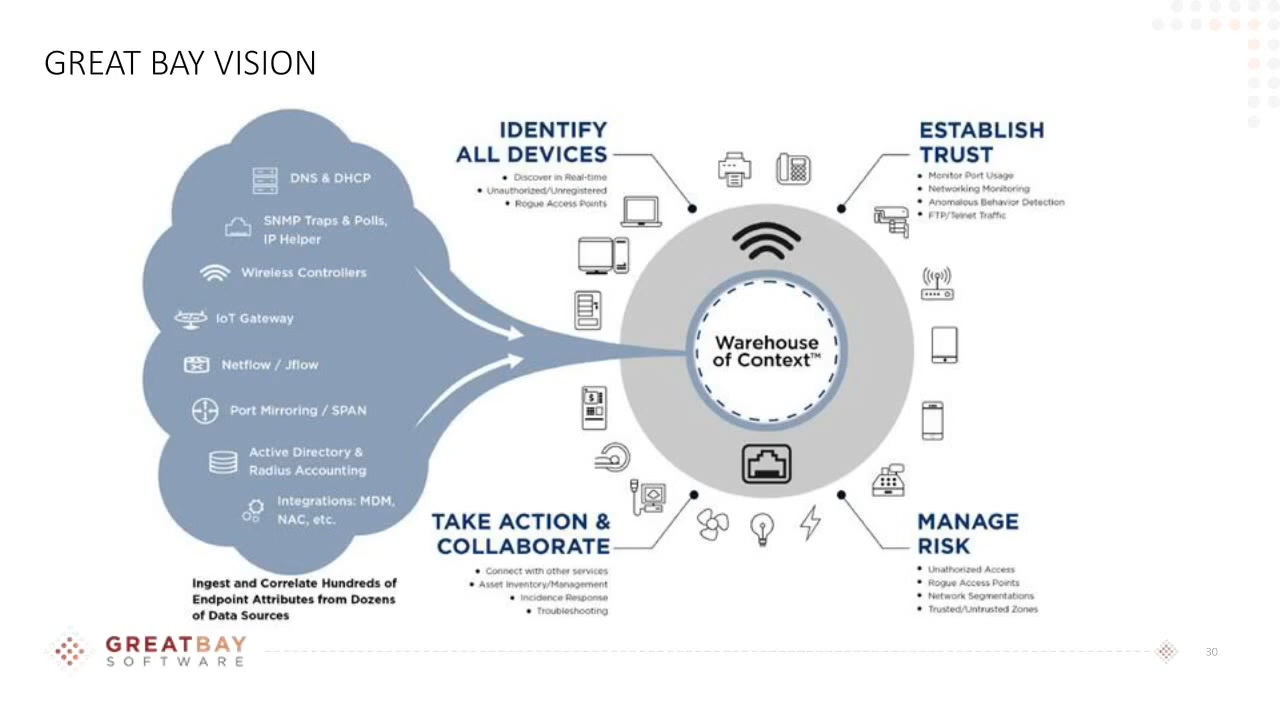 GREAT BAY VISION
DNS & DHCP
SNMP Traps & Polls,
IP Helper
Wireless Controllers
IoT Gateway
Netflow / Jflow
Port Mirroring / SPAN
Active Directory &
Radius Accounting
Integrations: MDM,
NAC, etc.
Ingest and Correlate Hundreds of
Endpoint Attributes from Dozens
of Data Sources
IDENTIFY
ALL DEVICES
• Discover in Real-time
• Unauthorized/Unregistered
• Rogue Access Points
ESTABLISH
TRUST
• Monitor Port Usage
• Networking Monitoring
• Anomalous Behavior Detection
• FTP/Telnet Traffic
Warehouse
of Context™
$
TAKE ACTION &
COLLABORATE
• Connect with other services
• Asset Inventory/Management
• Incidence Response
• Troubleshooting
MANAGE
RISK
• Unathorized Access
• Rogue Access Points
• Network Segmentations
• Trusted/Untrusted Zones
GREATBAY
SOFTWARE
30